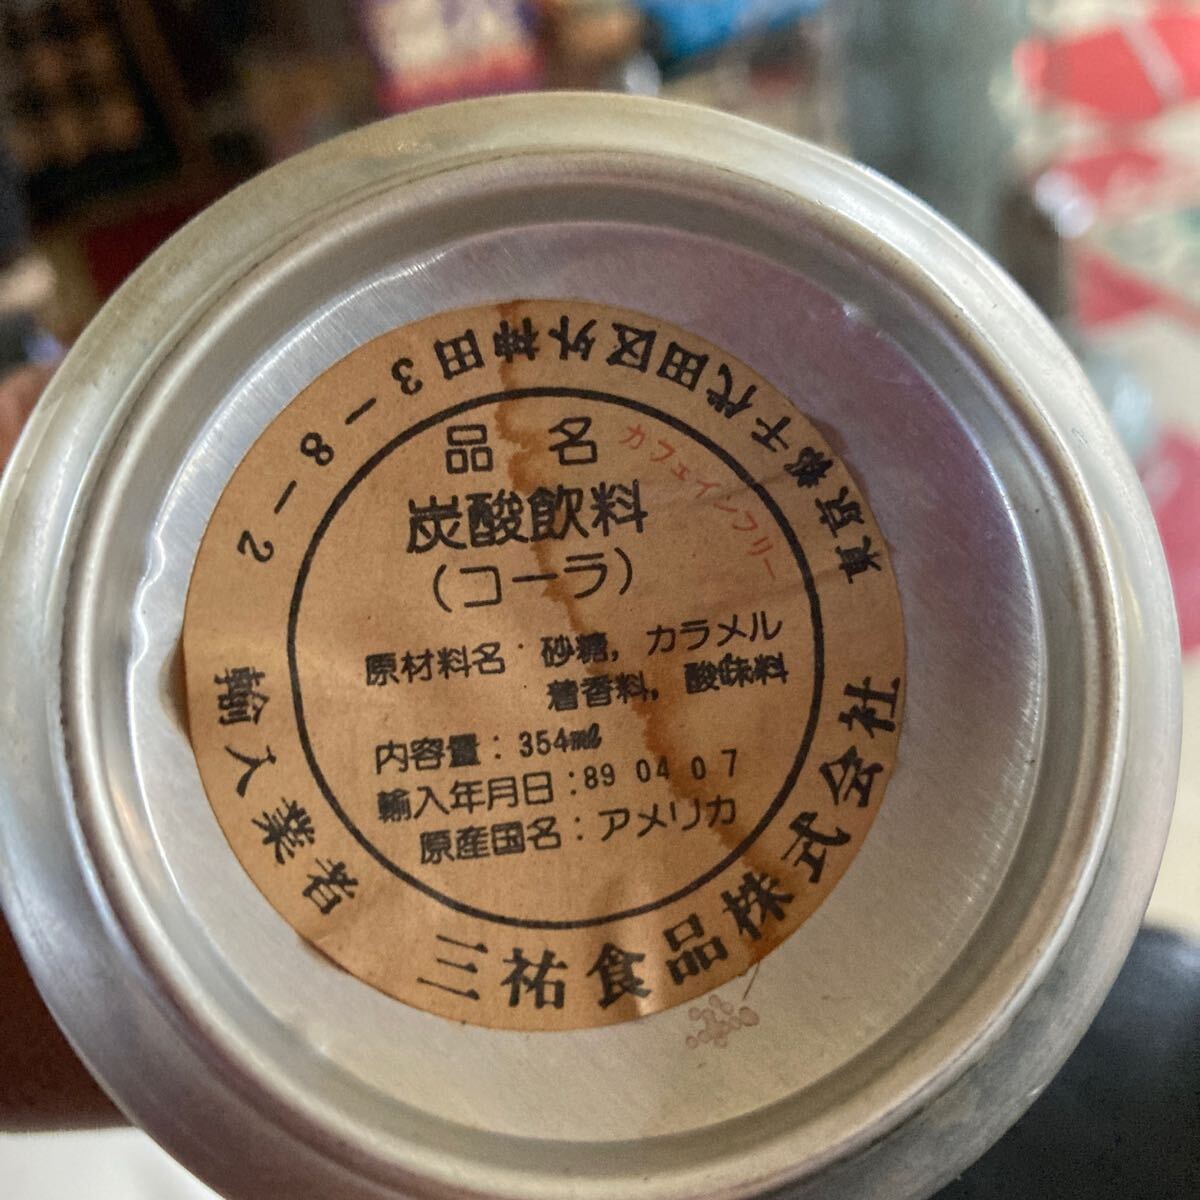 品名
カフェインフリー
炭酸飲料
（コーラ）
原材料名：砂糖，カラメル
着香料，酸味料
内容量：354ml
輸入年月日：89 04 07
原産国名：アメリカ
輸入業者
三祐食品株式会社
東京都千代田区外神田3-8-2